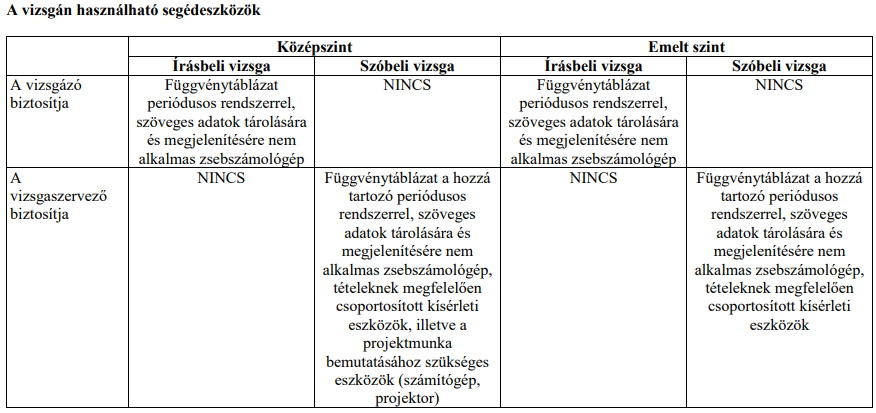 A vizsgán használható segédeszközök
Középszint
Emelt szint
Írásbeli vizsga
Szóbeli vizsga
Írásbeli vizsga
Szóbeli vizsga
A vizsgázó
biztosítja
Függvénytáblázat
periódusos rendszerrel,
szöveges adatok tárolására
és megjelenítésére nem
alkalmas zsebszámológép
NINCS
Függvénytáblázat
periódusos rendszerrel,
szöveges adatok tárolására
és megjelenítésére nem
alkalmas zsebszámológép
NINCS
A
vizsgaszervező
biztosítja
NINCS
Függvénytáblázat a hozzá
tartozó periódusos
rendszerrel, szöveges
adatok tárolására és
megjelenítésére nem
alkalmas zsebszámológép,
tételeknek megfelelően
csoportosított kísérleti
eszközök, illetve a
projektmunka
bemutatásához szükséges
eszközök (számítógép,
projektor)
NINCS
Függvénytáblázat a hozzá
tartozó periódusos
rendszerrel, szöveges
adatok tárolására és
megjelenítésére nem
alkalmas zsebszámológép,
tételeknek megfelelően
csoportosított kísérleti
eszközök